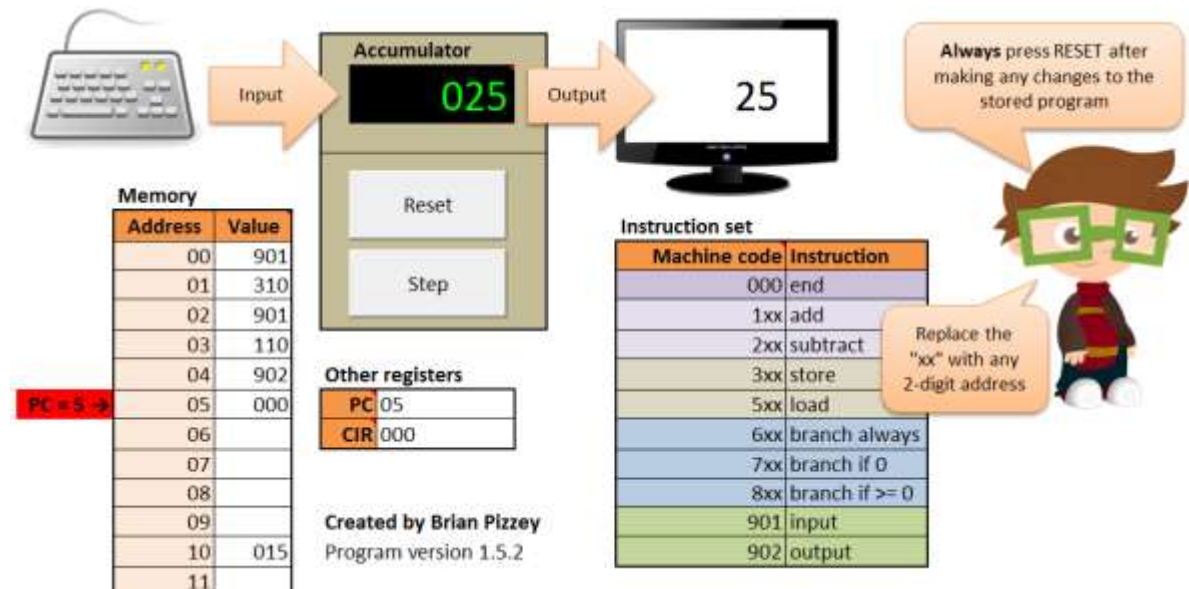 Input
Accumulator
025
Output
25
Always press RESET after
making any changes to the
stored program
Reset
Step
Memory
Address Value
00 901
01 310
02 901
03 110
04 902
PC = 5 → 05 000
06
07
08
09
10 015
11
Other registers
PC 05
CIR 000
Created by Brian Pizzey
Program version 1.5.2
Instruction set
Machine code Instruction
000 end
1xx add
2xx subtract
3xx store
5xx load
6xx branch always
7xx branch if 0
8xx branch if >= 0
901 input
902 output
Replace the
"xx" with any
2-digit address